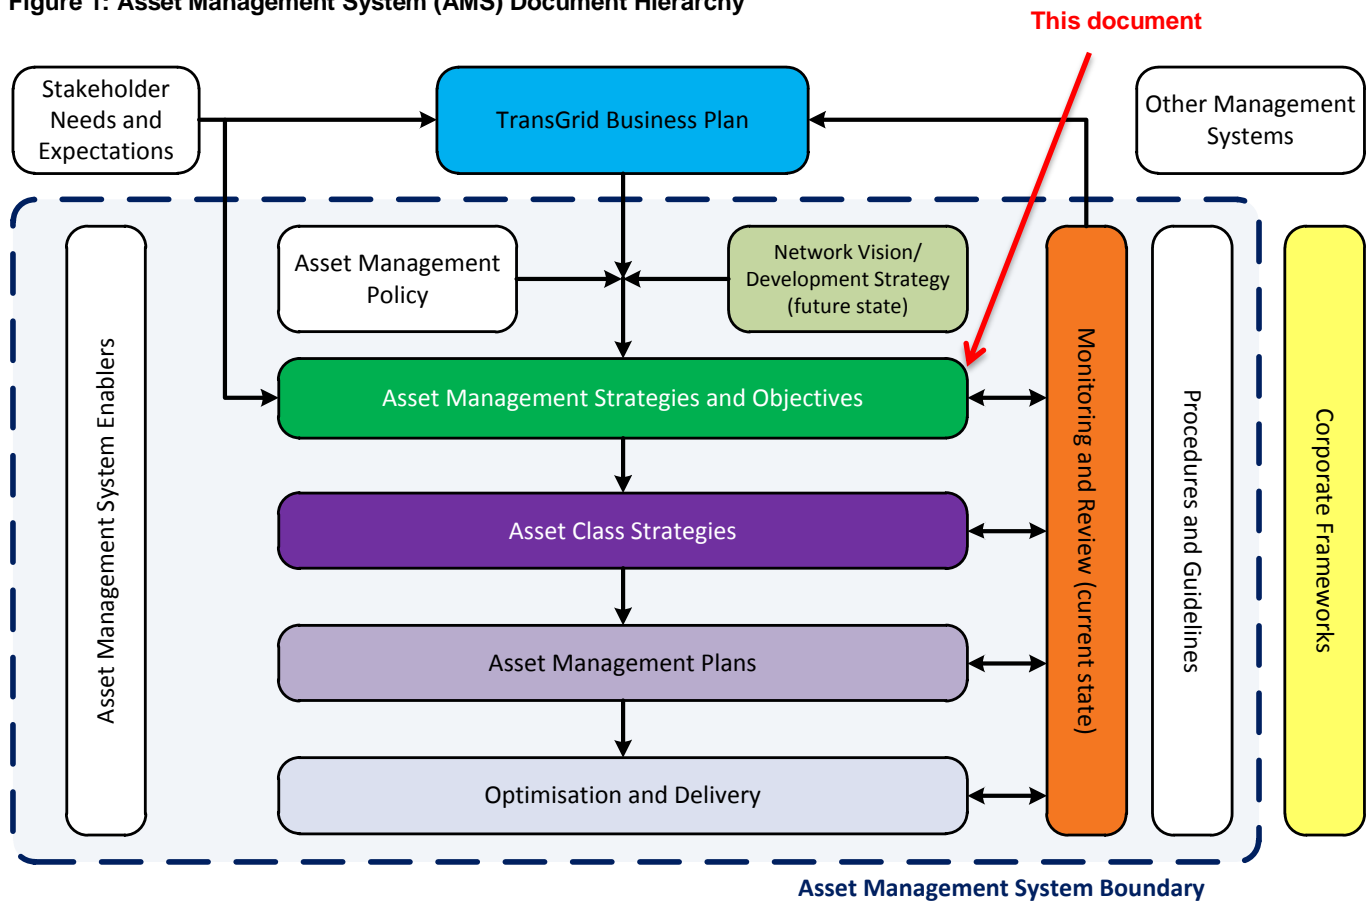 Figure 1: Asset Management System (AMS) Document Hierarchy
This document
Stakeholder
Needs and
Expectations
TransGrid Business Plan
Other Management
Systems
Asset Management
Policy
Network Vision/
Development Strategy
(future state)
Asset Management System Enablers
Asset Management Strategies and Objectives
Asset Class Strategies
Asset Management Plans
Optimisation and Delivery
Monitoring and Review (current state)
Procedures and Guidelines
Corporate Frameworks
Asset Management System Boundary